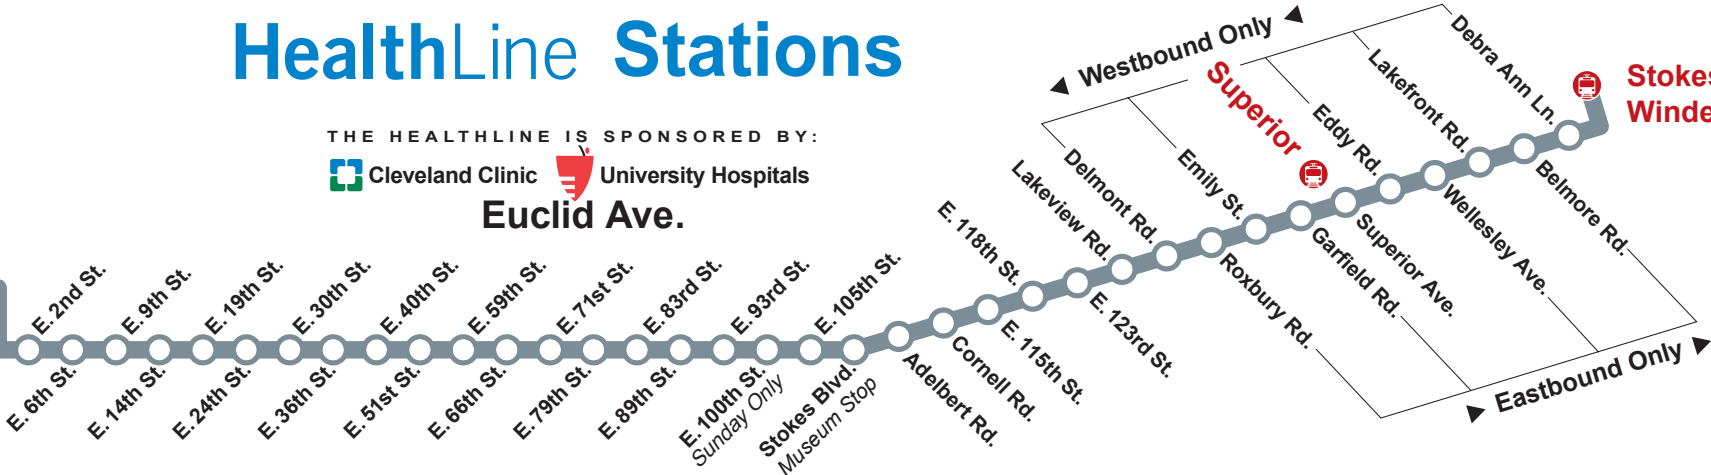 HealthLine Stations
THE HEALTHLINE IS SPONSORED BY:
Cleveland Clinic
University Hospitals
Euclid Ave.
E. 2nd St.
E. 6th St.
E. 9th St.
E. 14th St.
E. 19th St.
E. 24th St.
E. 30th St.
E. 36th St.
E. 40th St.
E. 51st St.
E. 59th St.
E. 66th St.
E. 71st St.
E. 79th St.
E. 83rd St.
E. 89th St.
E. 93rd St.
E. 100th St.
Sunday Only
E. 105th St.
Stokes Blvd.
Museum Stop
Adelbert Rd.
Cornell Rd.
E. 115th St.
E. 118th St.
E. 123rd St.
Lakeview Rd.
Delmont Rd.
Roxbury Rd.
Emily St.
Garfield Rd.
Superior
Superior Ave.
Eddy Rd.
Wellesley Ave.
Lakefront Rd.
Belmore Rd.
Debra Ann Ln.
Westbound Only
Eastbound Only
Stokes
Winde